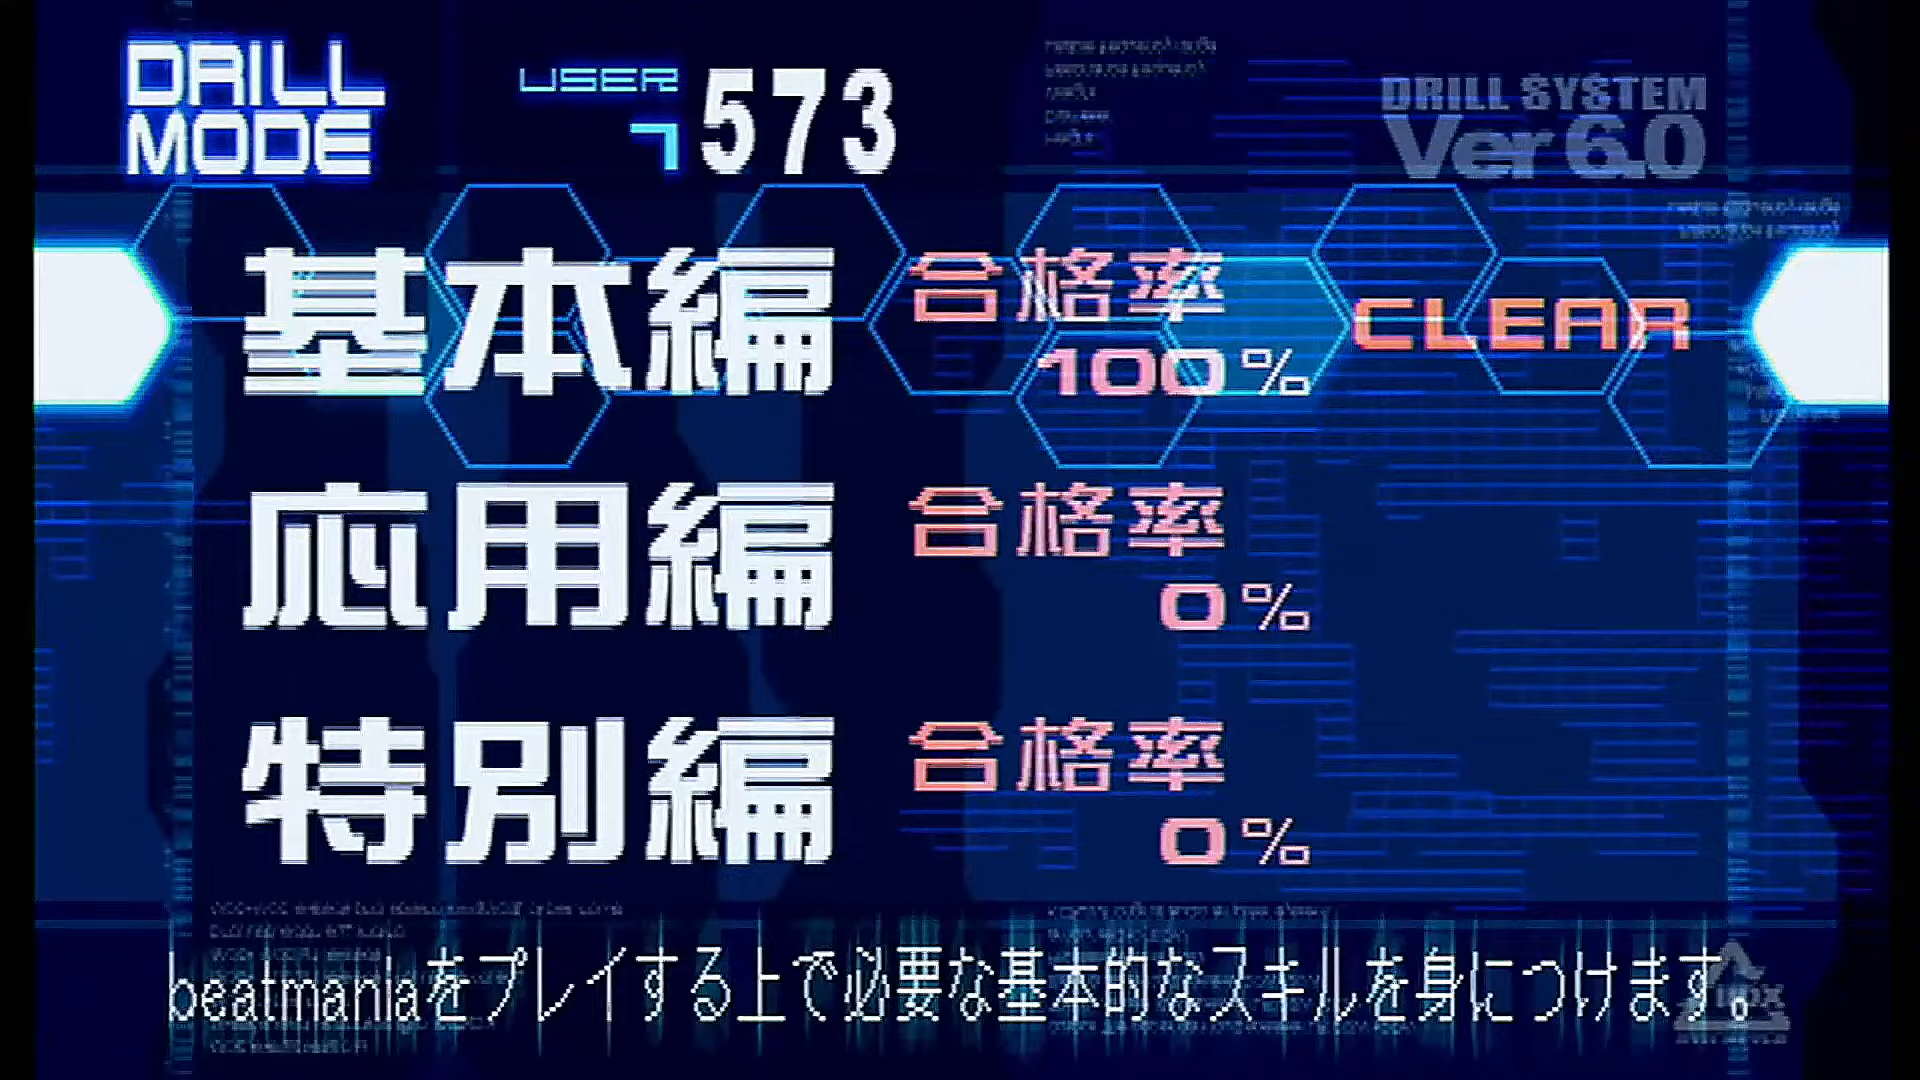 DRILL
MODE
USER
573
DRILL SYSTEM
Ver 6.0
基本編
合格率
100%
CLEAR
応用編
合格率
0%
特別編
合格率
0%
beatmaniaをプレイする上で必要な基本的なスキルを身につけます。